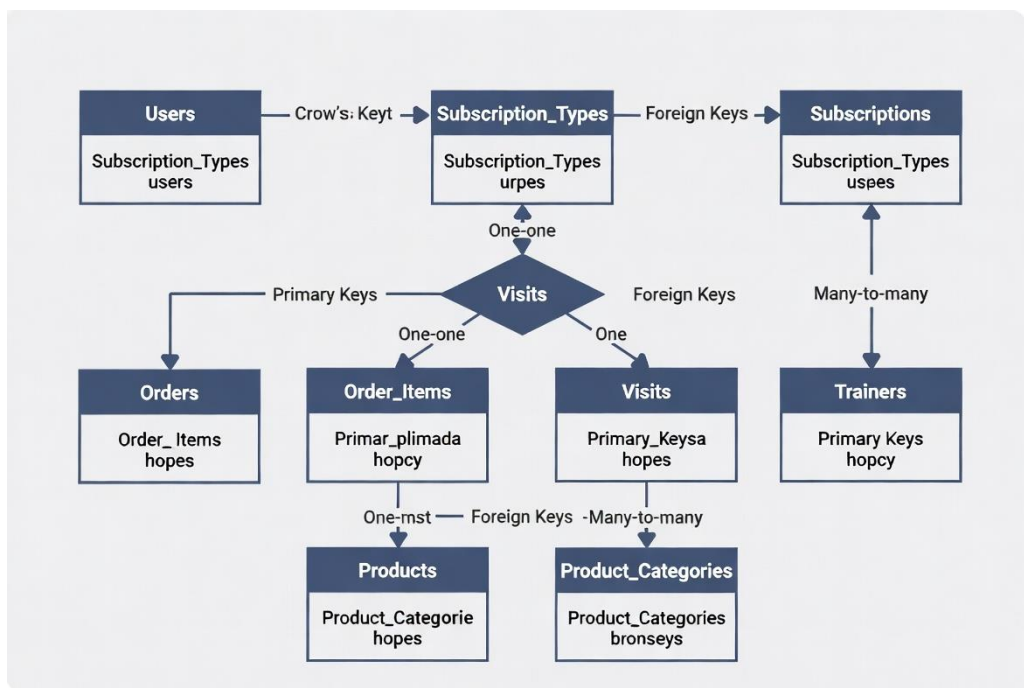 Users
Crow's: Keyt
Subscription_Types
Foreign Keys
Subscriptions
Subscription_Types
users
Subscription_Types
urpes
Subscription_Types
uspes
One-one
Primary Keys
Visits
Foreign Keys
Many-to-many
One-one
One
Orders
Order_Items
Visits
Trainers
Order_ Items
hopes
Primar_plimada
hopcy
Primary_Keysa
hopes
Primary Keys
hopcy
One-mst
Foreign Keys
-Many-to-many
Products
Product_Categories
Product_Categorie
hopes
Product_Categories
bronseys